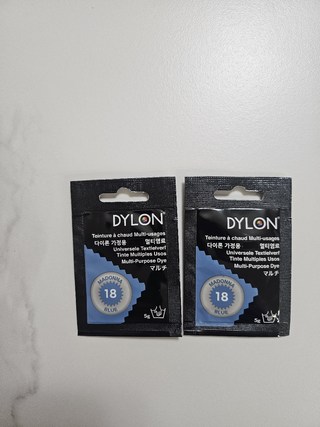 DYLON
Teinture à chaud Multi-usages
다이론 가정용 멀티염료
Universele Textielverf
Tinte Multiples Usos
Multi-Purpose Dye
マルチ
MADONNA
18
BLUE
5g
DYLON
Teinture à chaud Multi-usages
다이론 가정용 멀티염료
Universele Textielverf
Tinte Multiples Usos
Multi-Purpose Dye
マルチ
MADONNA
18
BLUE
5g